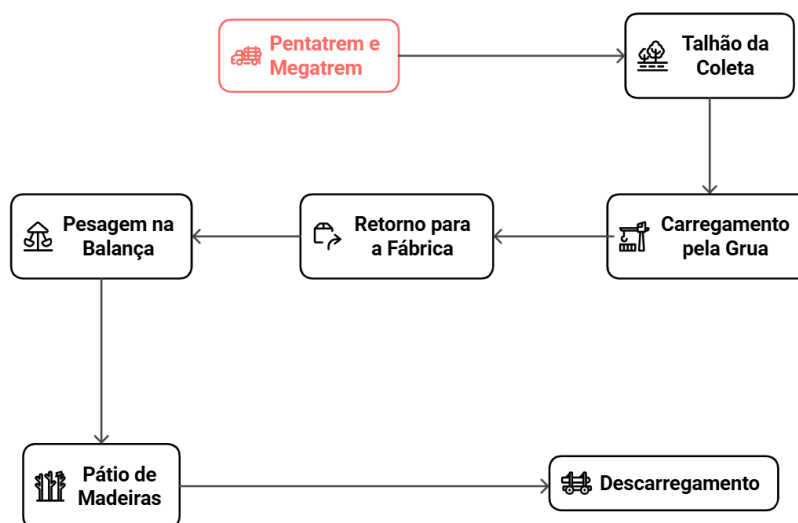 Pentatrem e
Megatrem
Talhão da
Coleta
Pesagem na
Balança
Retorno para
a Fábrica
Carregamento
pela Grua
Pátio de
Madeiras
Descarregamento